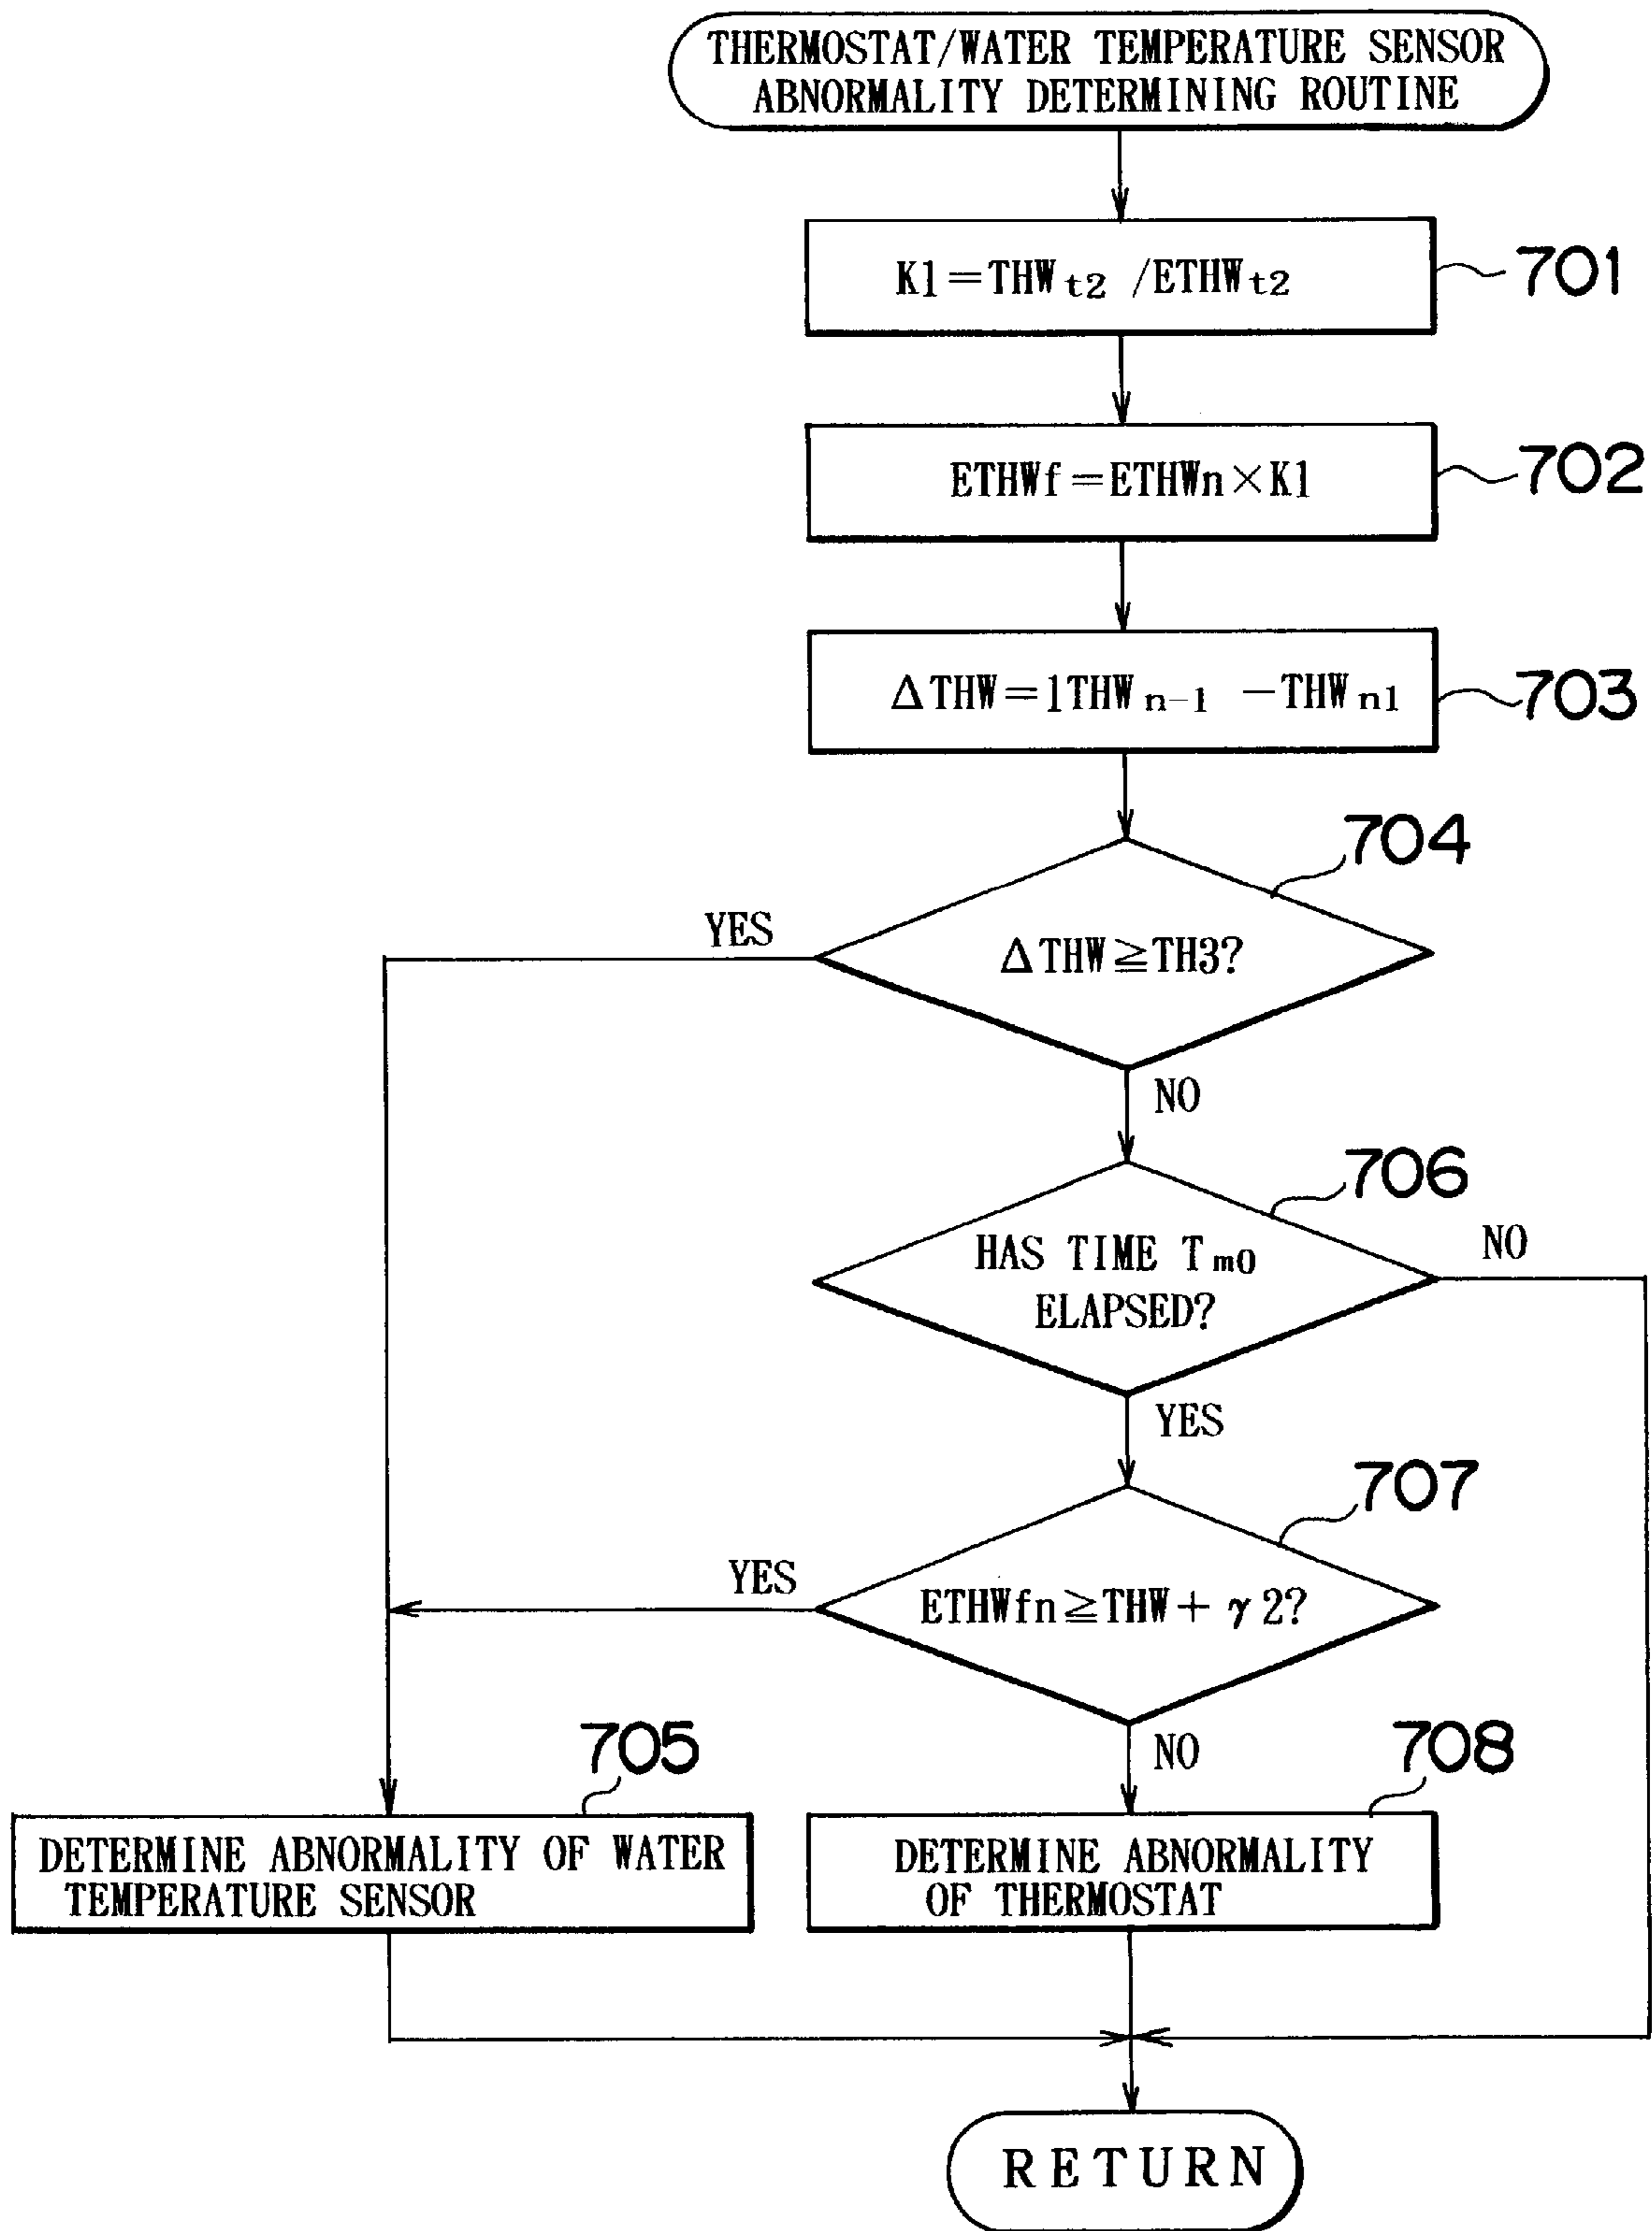 THERMOSTAT/WATER TEMPERATURE SENSOR
ABNORMALITY DETERMINING ROUTINE
K1=THWt2 /ETHWt2
701
ETHWf=ETHWn×K1
702
ΔTHW=1THWn-1 -THWn1
703
704
YES
ΔTHW≧TH3?
NO
706
HAS TIME Tm0
ELAPSED?
NO
YES
707
YES
ETHWfn≧THW+γ2?
NO
705
708
DETERMINE ABNORMALITY OF WATER
TEMPERATURE SENSOR
DETERMINE ABNORMALITY
OF THERMOSTAT
RETURN